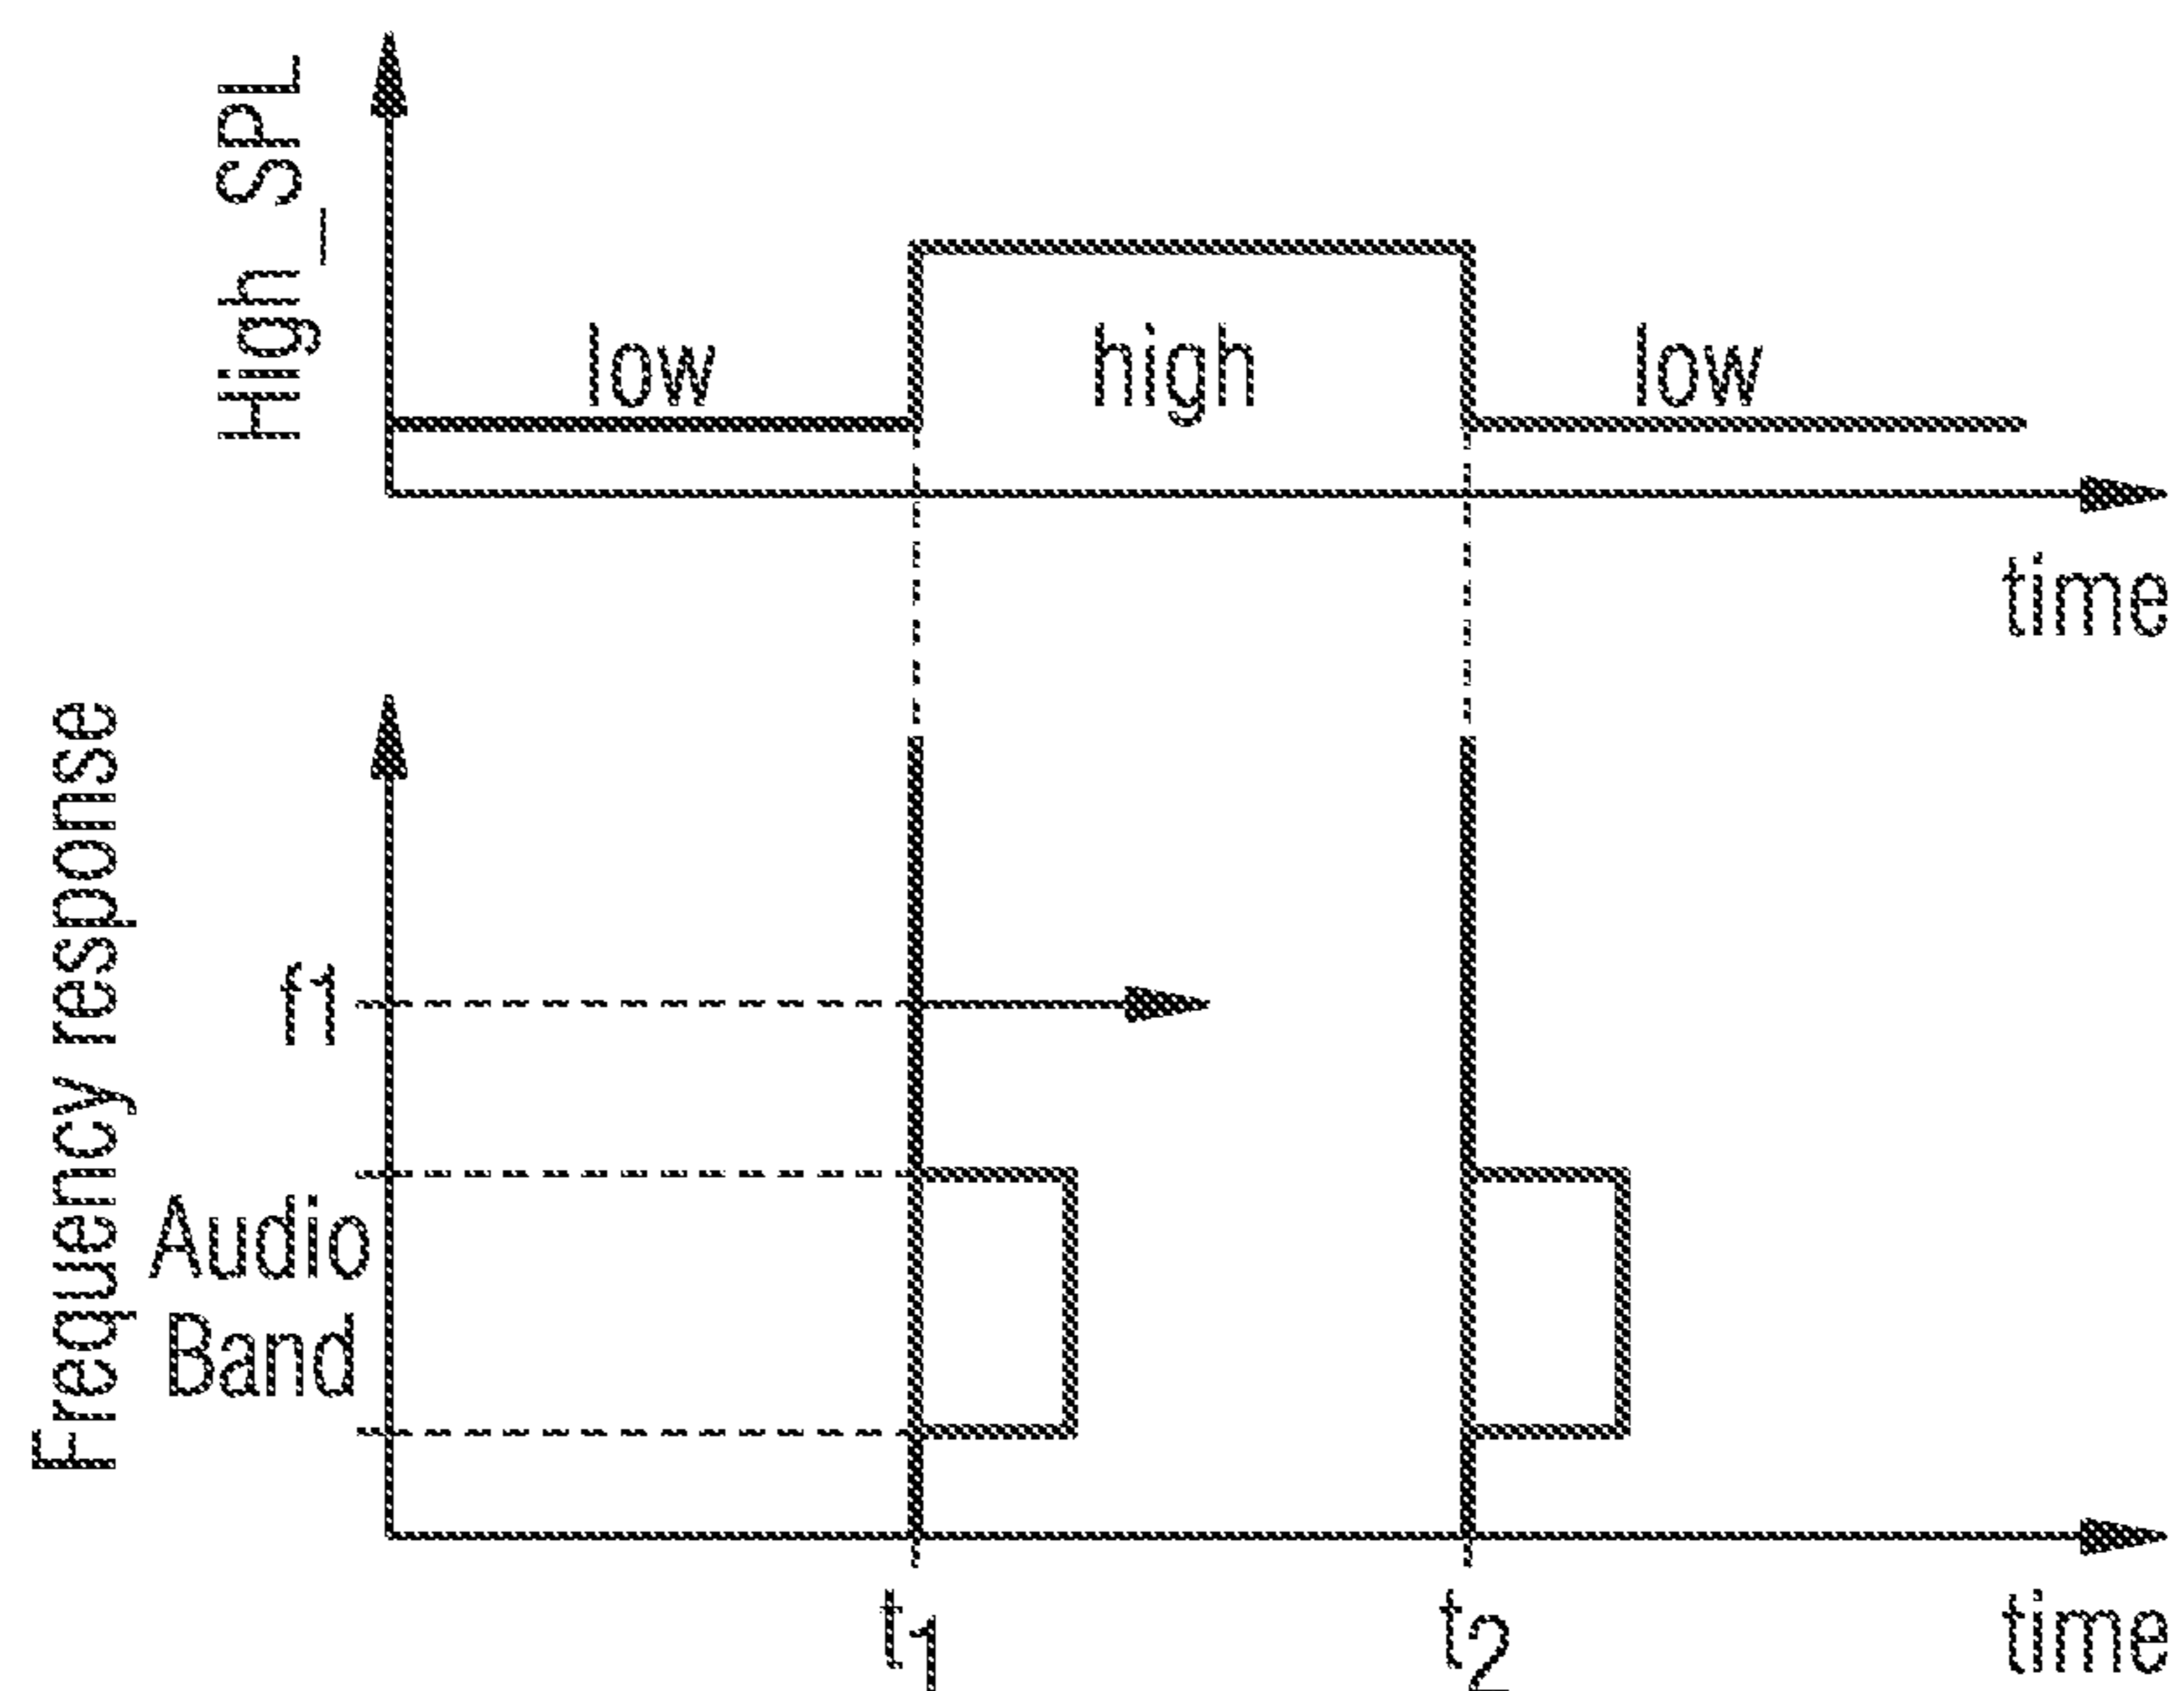 High_SPL
low
high
low
time
Frequency response
f1
Audio
Band
t1
t2
time